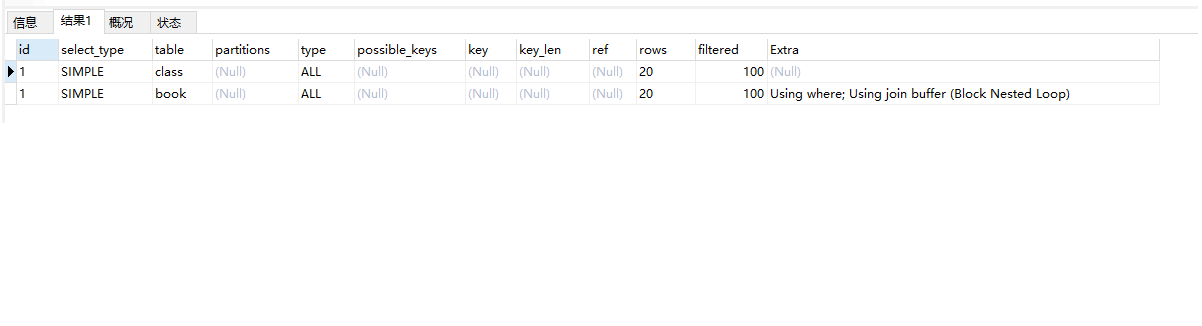 信息 结果1 概况 状态
id select_type table partitions type possible_keys key key_len ref rows filtered Extra
1 SIMPLE class (Null) ALL (Null) (Null) (Null) (Null) 20 100 (Null)
1 SIMPLE book (Null) ALL (Null) (Null) (Null) (Null) 20 100 Using where; Using join buffer (Block Nested Loop)